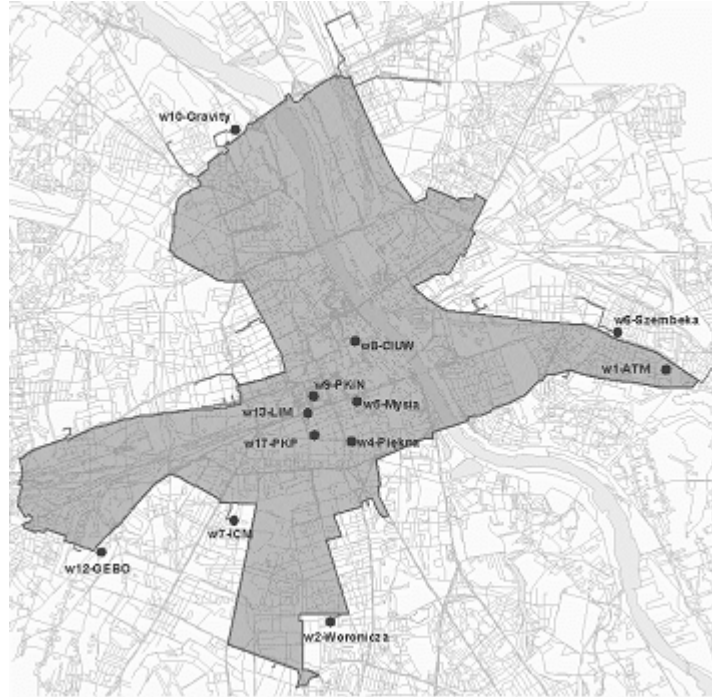 w10-Gravity
w6-Szembeka
w8-CIUW
w1-ATM
w9-PKiN
w5-Mysia
w13-LIM
w17-PKP
w4-Piękna
w7-ICM
w12-GEBO
w2-Woronicza